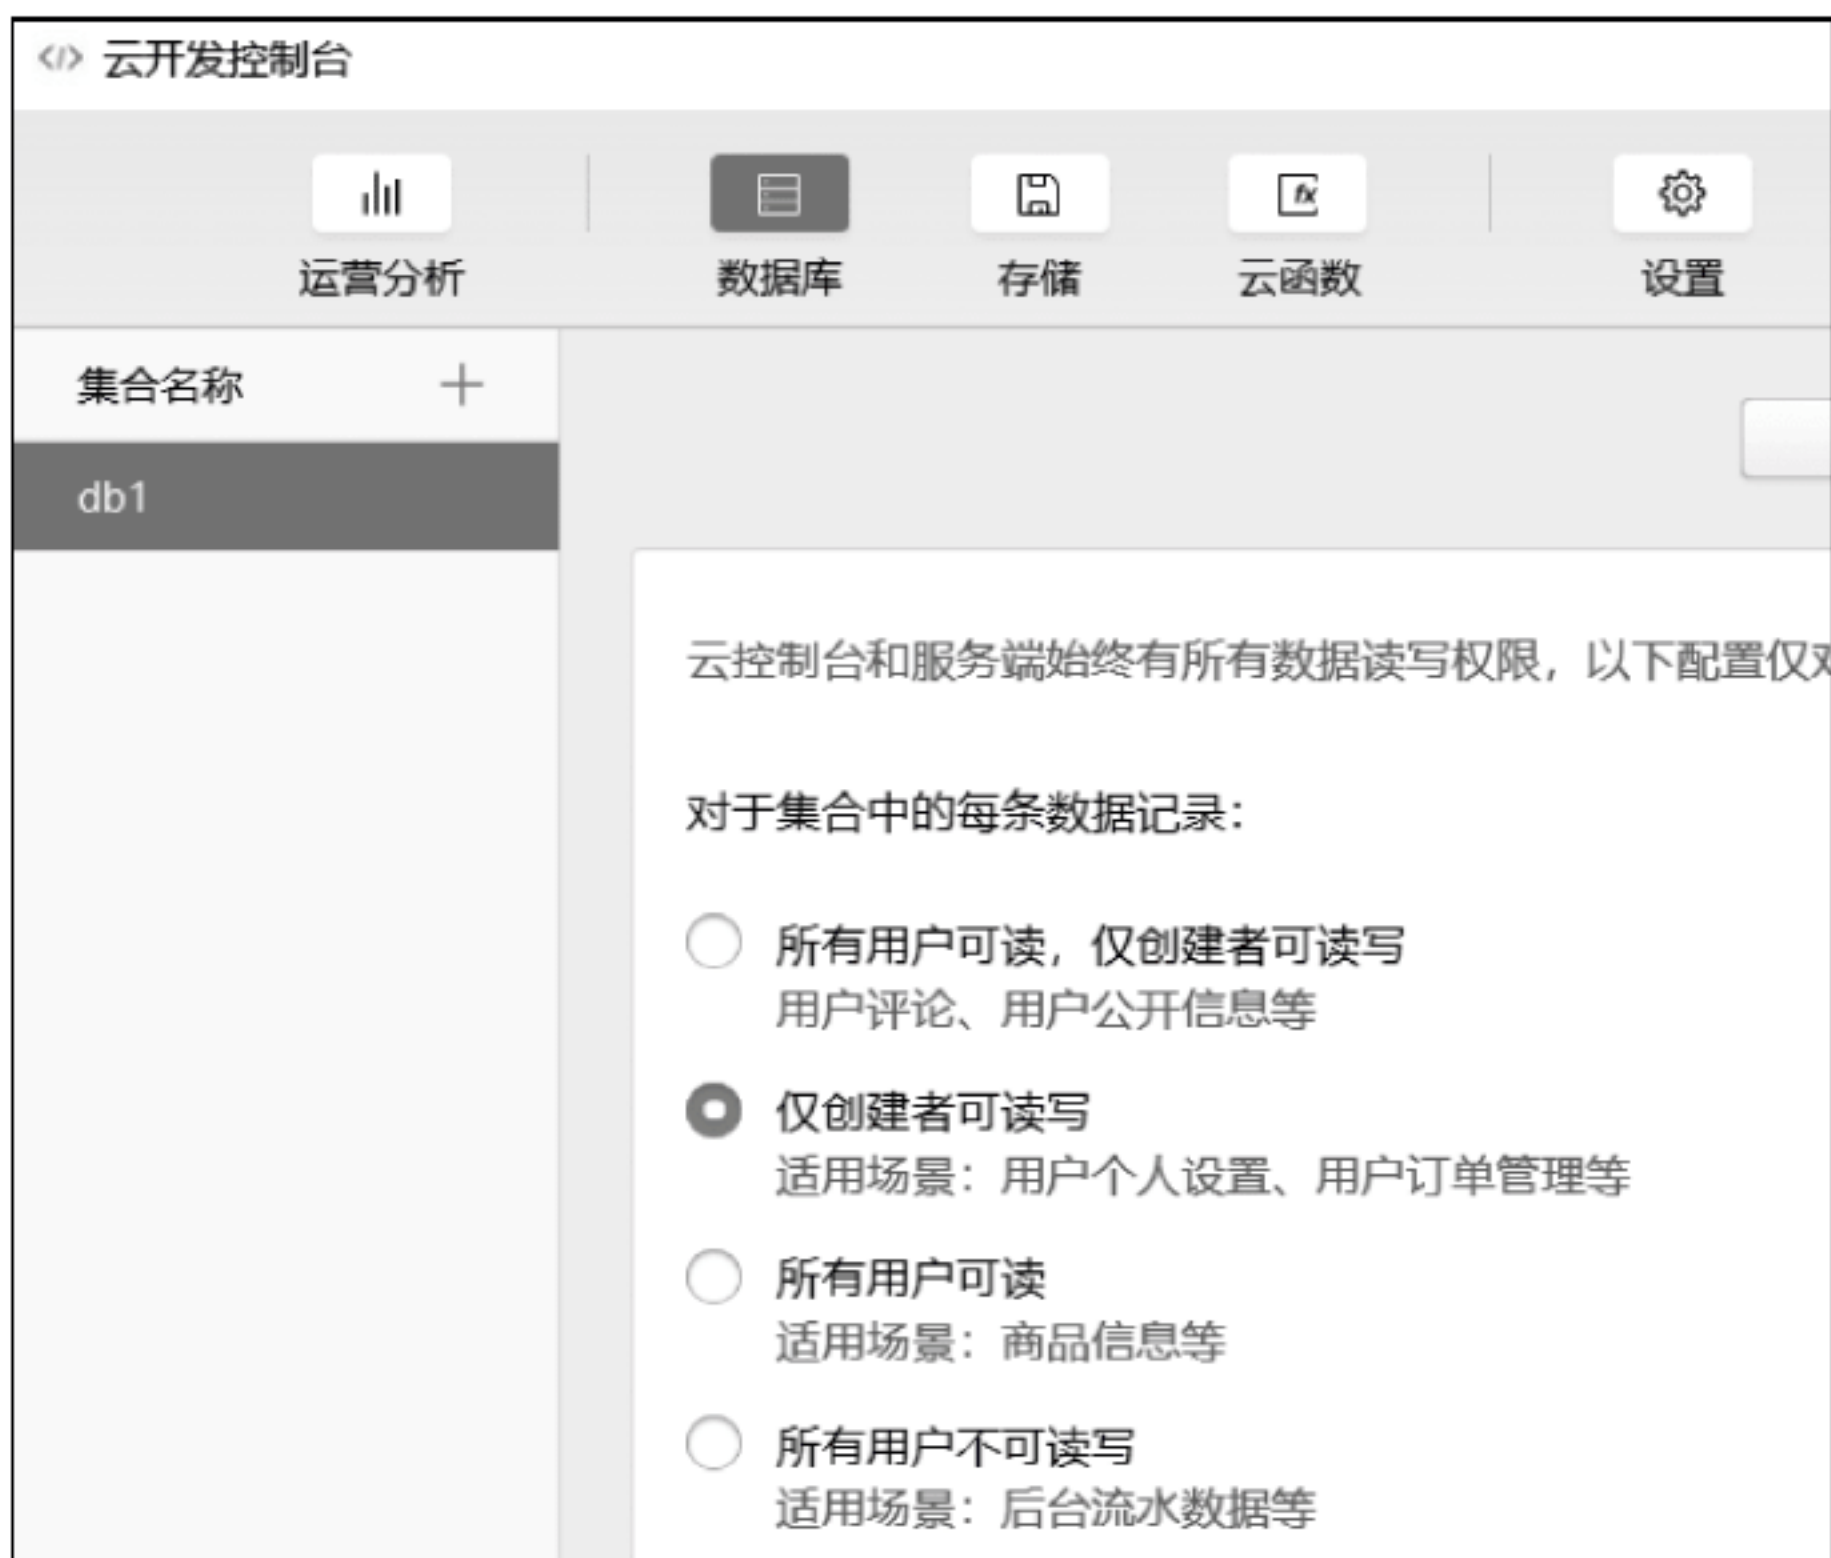 </> 云开发控制台
运营分析 数据库 存储 云函数 设置
集合名称 +
db1
云控制台和服务端始终有所有数据读写权限，以下配置仅
对于集合中的每条数据记录：
所有用户可读，仅创建者可读写
用户评论、用户公开信息等
仅创建者可读写
适用场景：用户个人设置、用户订单管理等
所有用户可读
适用场景：商品信息等
所有用户不可读写
适用场景：后台流水数据等